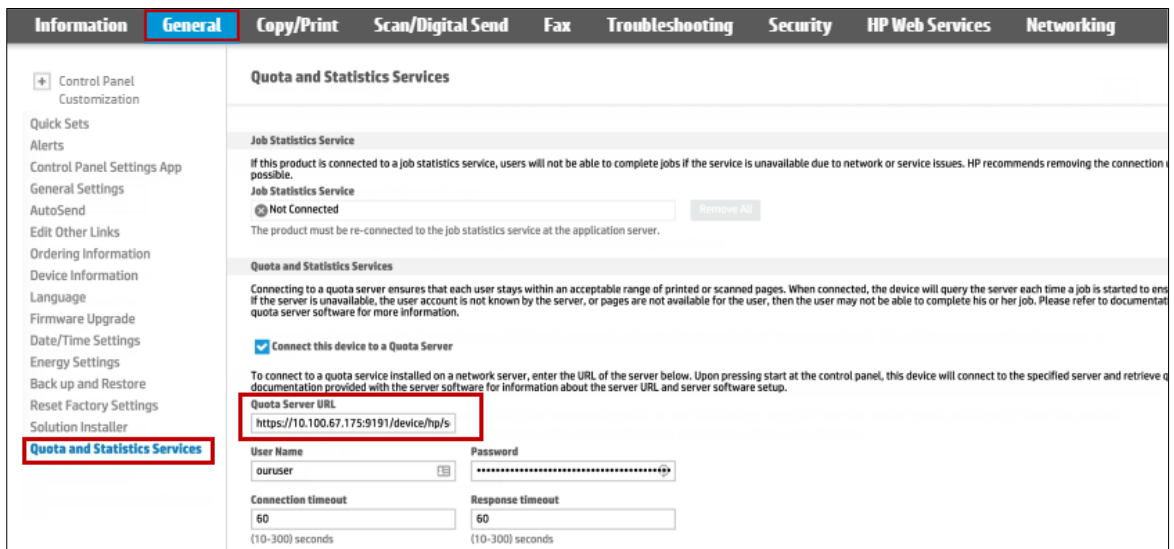 Information General Copy/Print Scan/Digital Send Fax Troubleshooting Security HP Web Services Networking
+ Control Panel
Customization
Quick Sets
Alerts
Control Panel Settings App
General Settings
AutoSend
Edit Other Links
Ordering Information
Device Information
Language
Firmware Upgrade
Date/Time Settings
Energy Settings
Back up and Restore
Reset Factory Settings
Solution Installer
Quota and Statistics Services
Quota and Statistics Services
Job Statistics Service
If this product is connected to a job statistics service, users will not be able to complete jobs if the service is unavailable due to network or service issues. HP recommends removing the connection
possible.
Job Statistics Service
Not Connected Remove All
The product must be re-connected to the job statistics service at the application server.
Quota and Statistics Services
Connecting to a quota server ensures that each user stays within an acceptable range of printed or scanned pages. When connected, the device will query the server each time a job is started to ens
If the server is unavailable, the user account is not known by the server, or pages are not available for the user, then the user may not be able to complete his or her job. Please refer to documentat
quota server software for more information.
Connect this device to a Quota Server
To connect to a quota service installed on a network server, enter the URL of the server below. Upon pressing start at the control panel, this device will connect to the specified server and retrieve q
documentation provided with the server software for information about the server URL and server software setup.
Quota Server URL
https://10.100.67.175:9191/device/hp/s
User Name Password
ouruser ••••••••••••••••••••••••••••••••••••••••
Connection timeout Response timeout
60 60
(10-300) seconds (10-300) seconds